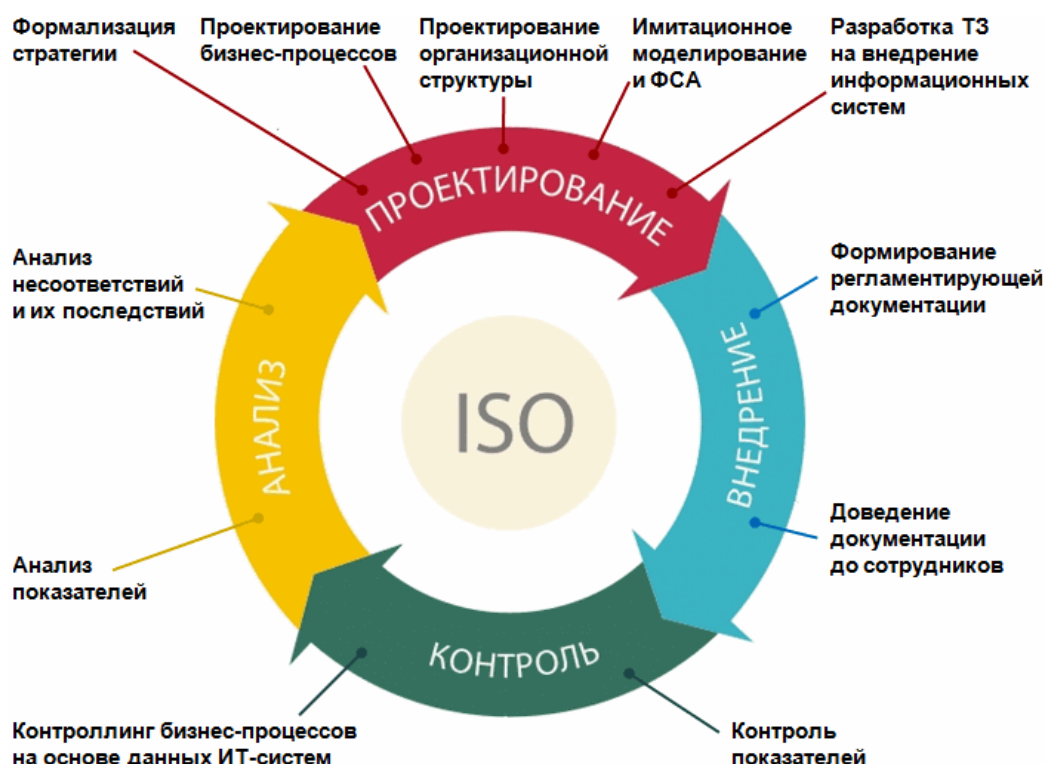 Формализация
стратегии
Проектирование
бизнес-процессов
Проектирование
организационной
структуры
Имитационное
моделирование
и ФСА
Разработка ТЗ
на внедрение
информационных
систем
ПРОЕКТИРОВАНИЕ
Формирование
регламентирующей
документации
ВНЕДРЕНИЕ
Доведение
документации
до сотрудников
Контроль
показателей
КОНТРОЛЬ
Контроллинг бизнес-процессов
на основе данных ИТ-систем
Анализ
показателей
АНАЛИЗ
Анализ
несоответствий
и их последствий
ISO